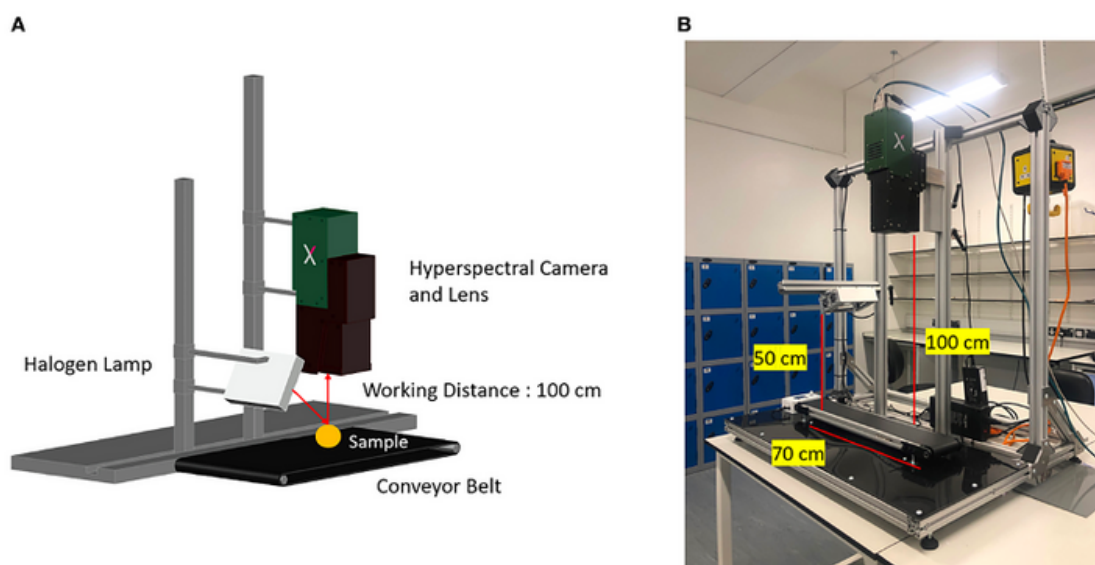 A
B
X
Hyperspectral Camera
and Lens
Halogen Lamp
Working Distance : 100 cm
Sample
Conveyor Belt
X
50 cm
100 cm
70 cm